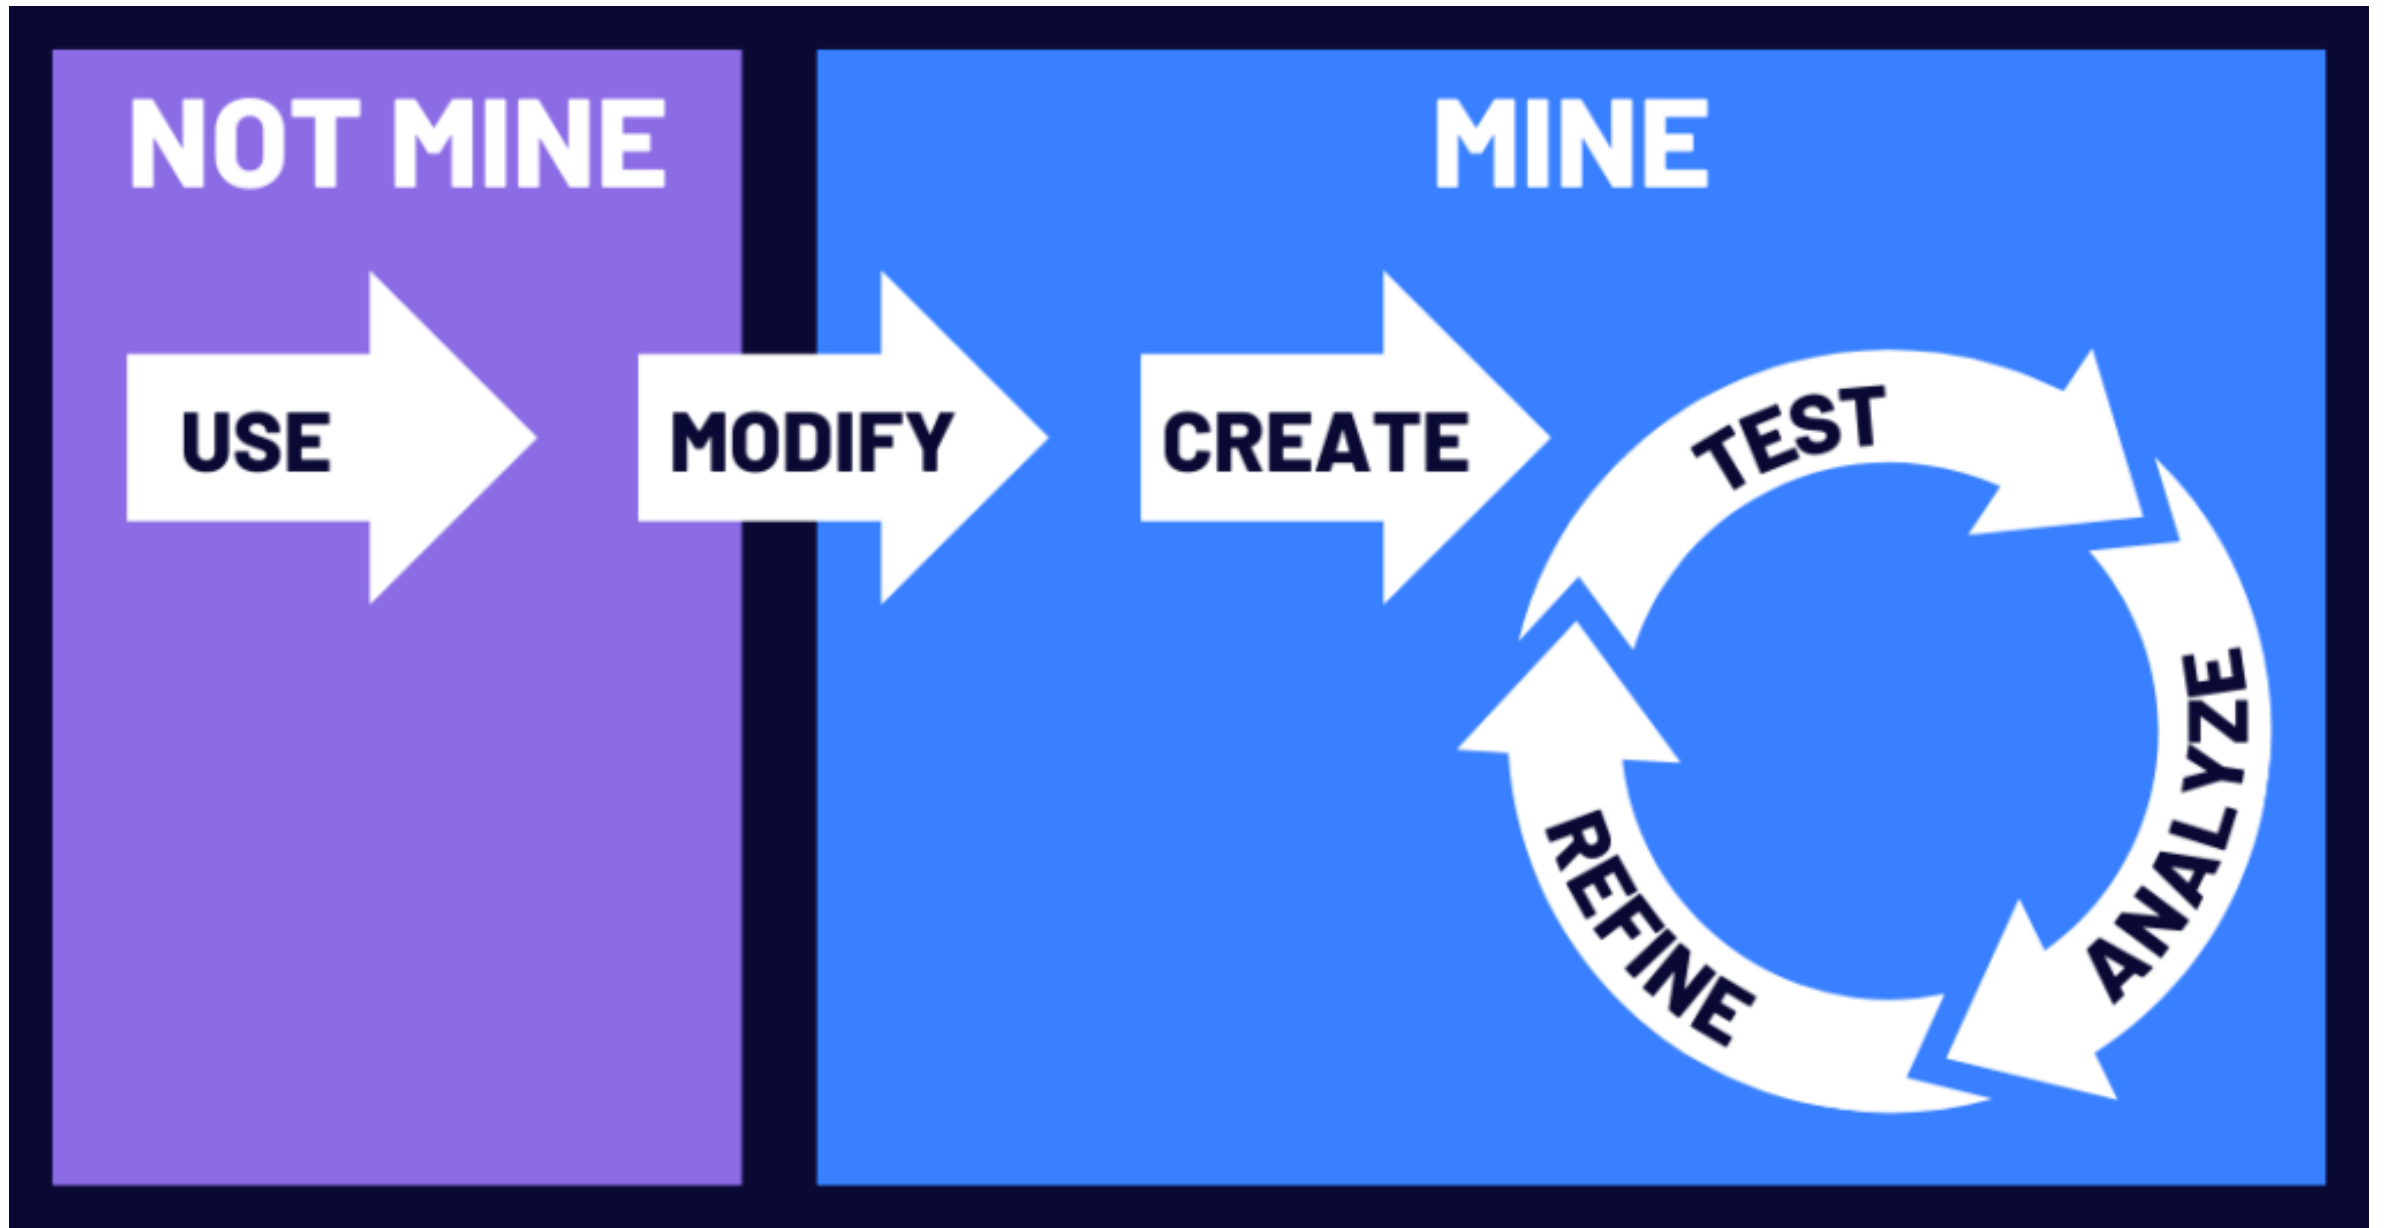 NOT MINE
MINE
USE
MODIFY
CREATE
TEST
ANALYZE
REFINE